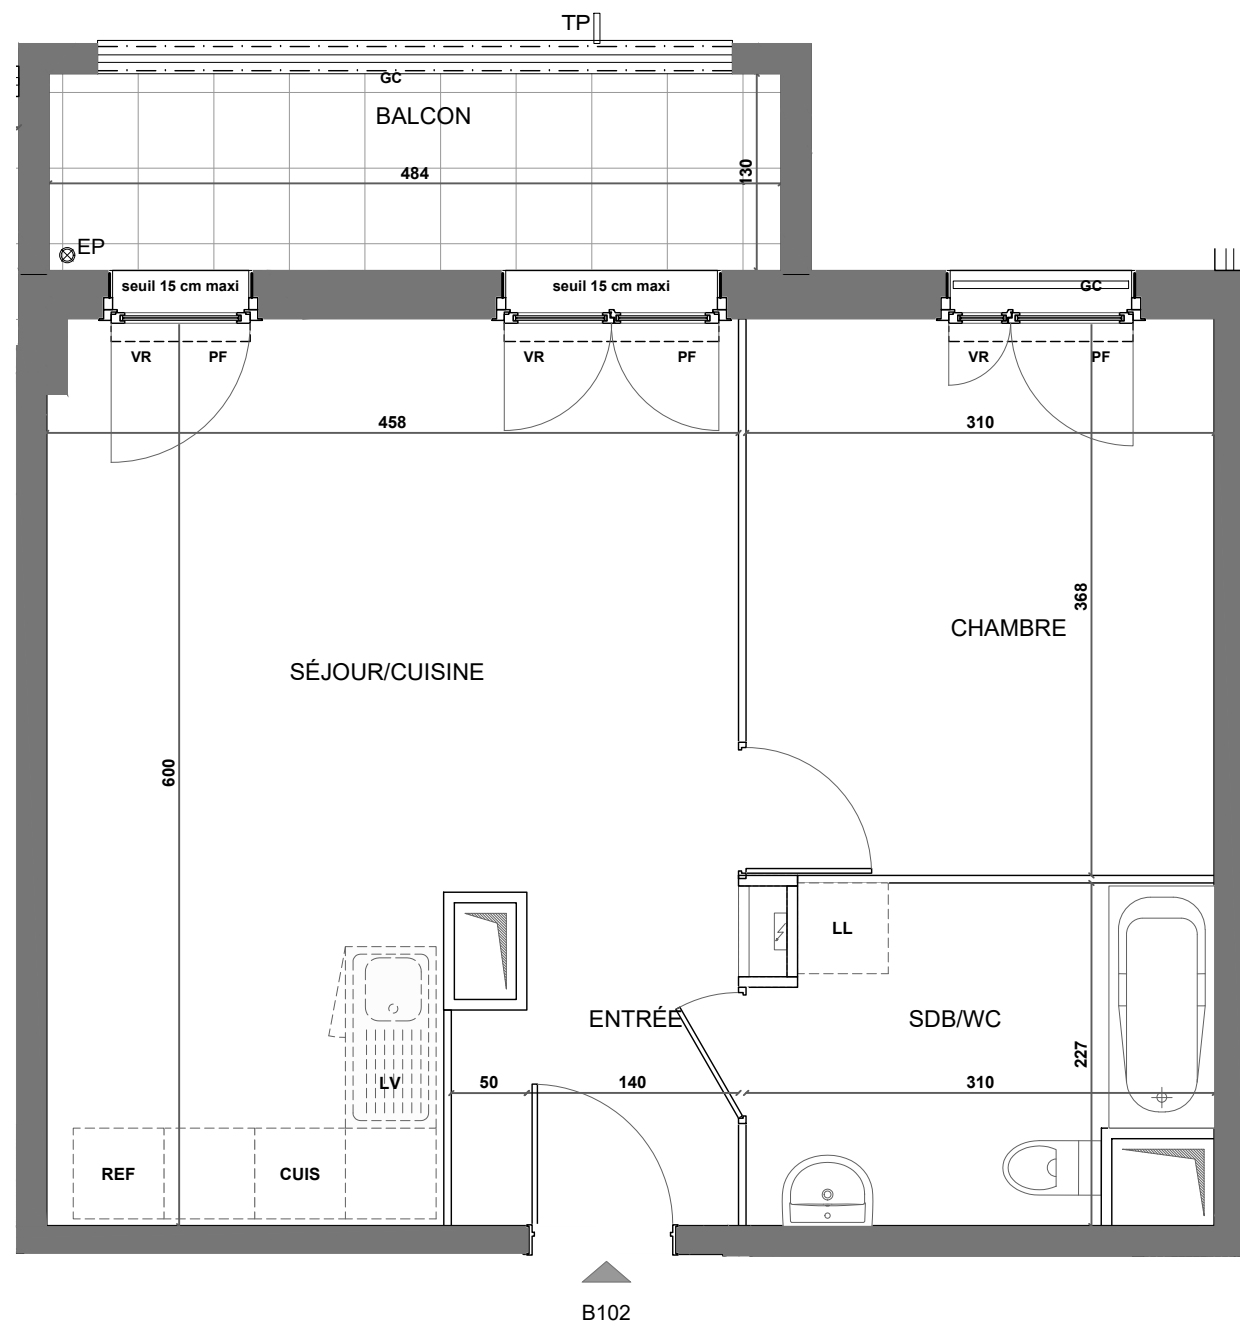 TP
GC
BALCON
484
130
EP
seuil 15 cm maxi
seuil 15 cm maxi
GC
VR PF
VR PF
VR PF
458
310
368
CHAMBRE
SÉJOUR/CUISINE
600
LL
ENTRÉE
SDB/WC
227
LV
50
140
310
REF
CUIS
B102